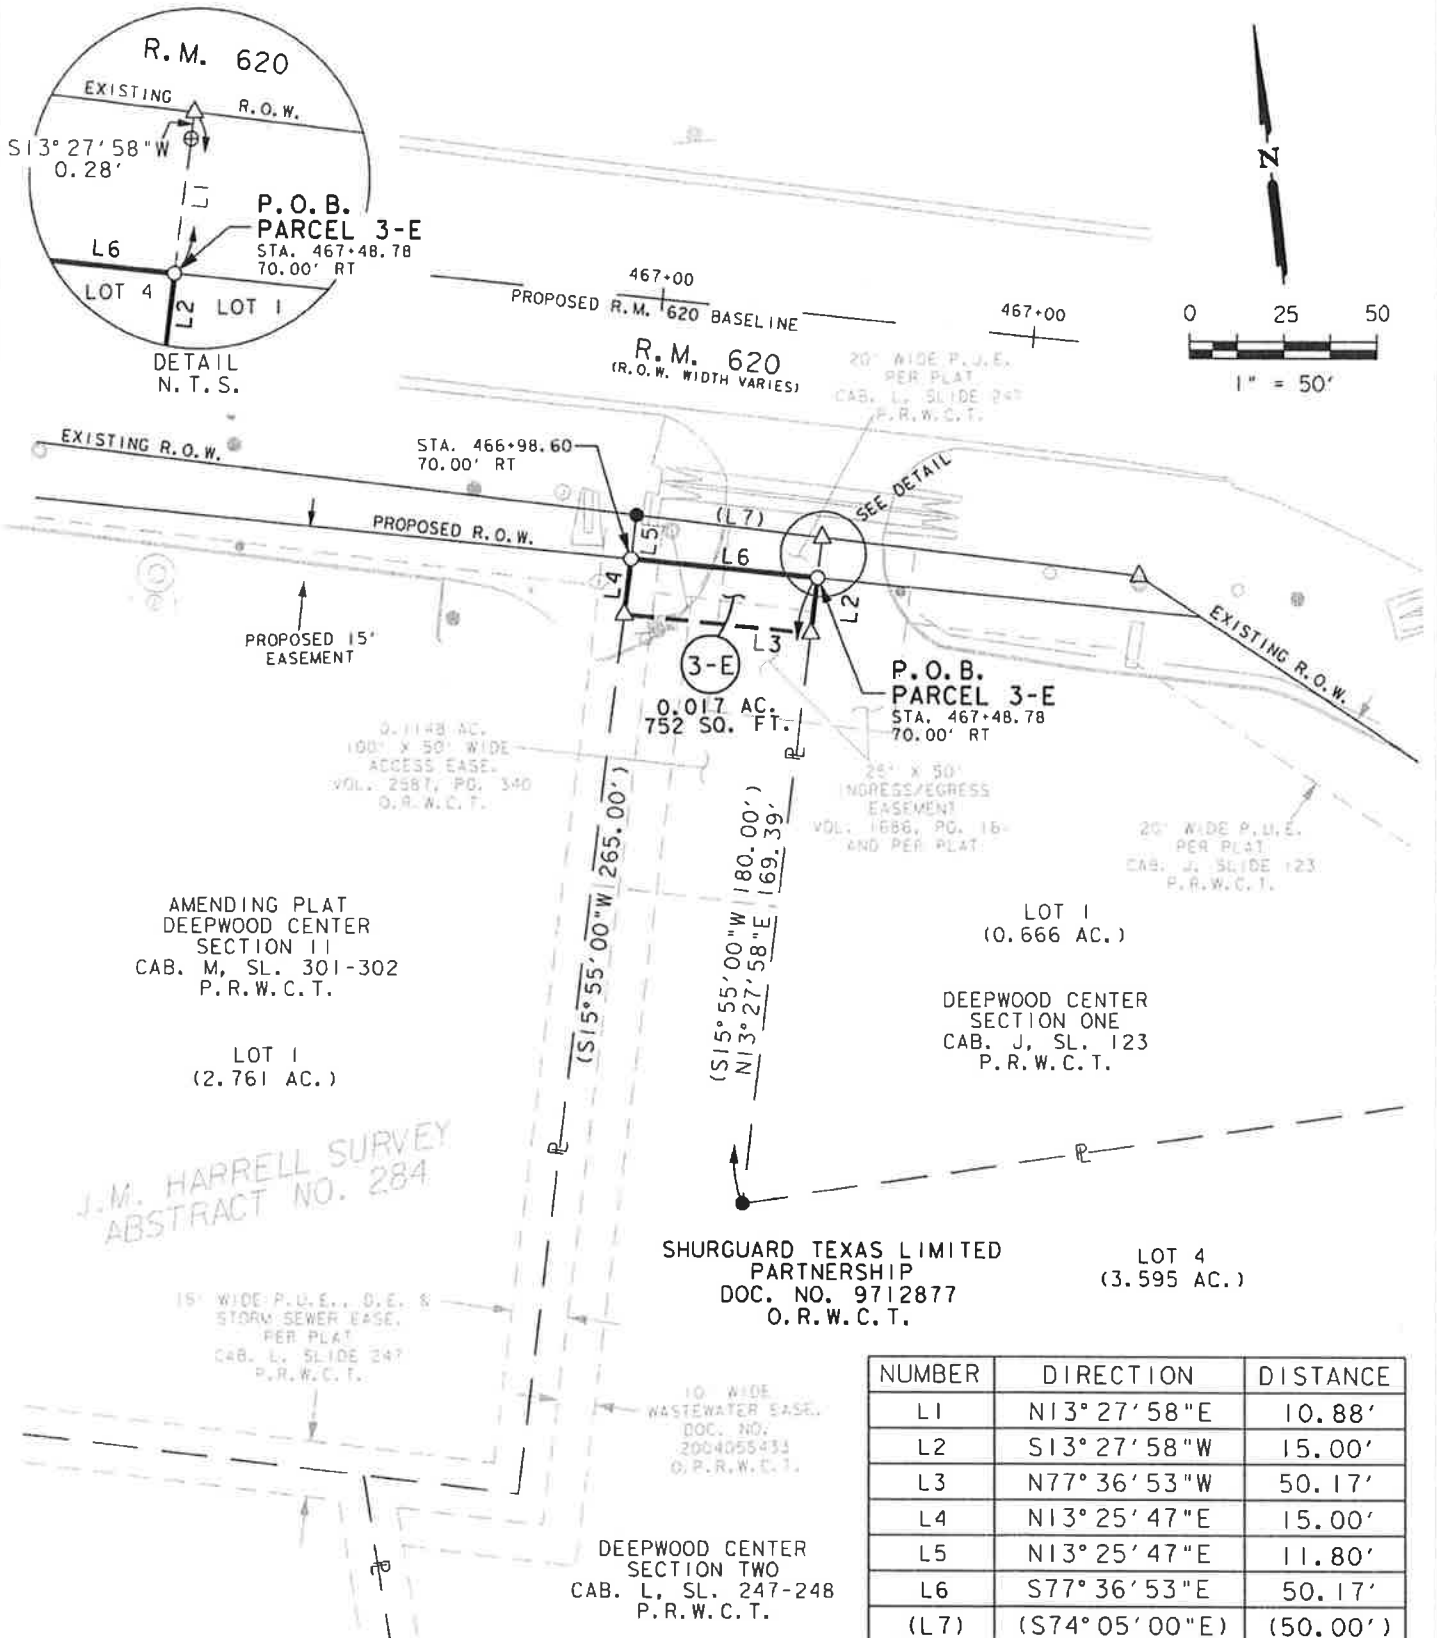 R.M. 620
EXISTING R.O.W.
S13°27'58"W
0.28'
L1
P.O.B.
PARCEL 3-E
STA. 467+48.78
70.00' RT
L6
LOT 4
L2
LOT 1
DETAIL
N.T.S.
N
0 25 50
1" = 50'
467+00
PROPOSED R.M. 620 BASELINE
467+00
R.M. 620
(R.O.W. WIDTH VARIES)
20' WIDE P.U.E.
PER PLAT
CAB. L, SLIDE 247
P.R.W.C.T.
EXISTING R.O.W.
STA. 466+98.60
70.00' RT
SEE DETAIL
(L7)
PROPOSED R.O.W.
L5
L6
L4
L2
L3
PROPOSED 15'
EASEMENT
3-E
0.017 AC.
752 SQ. FT.
P.O.B.
PARCEL 3-E
STA. 467+48.78
70.00' RT
EXISTING R.O.W.
0.1148 AC.
100' X 50' WIDE
ACCESS EASE.
VOL. 2587, PG. 340
O.R.W.C.T.
25' X 50'
INGRESS/EGRESS
EASEMENT
VOL. 1686, PG. 16
AND PER PLAT
20' WIDE P.U.E.
PER PLAT
CAB. J, SLIDE 123
P.R.W.C.T.
P
(S15°55'00"W 265.00')
(S15°55'00"W 180.00')
N13°27'58"E 169.39'
AMENDING PLAT
DEEPWOOD CENTER
SECTION 11
CAB. M, SL. 301-302
P.R.W.C.T.
LOT 1
(2.761 AC.)
LOT 1
(0.666 AC.)
DEEPWOOD CENTER
SECTION ONE
CAB. J, SL. 123
P.R.W.C.T.
J.M. HARRELL SURVEY
ABSTRACT NO. 284
SHURGUARD TEXAS LIMITED
PARTNERSHIP
DOC. NO. 9712877
O.R.W.C.T.
LOT 4
(3.595 AC.)
15' WIDE P.U.E., D.E. &
STORM SEWER EASE.
PER PLAT
CAB. L, SLIDE 247
P.R.W.C.T.
10' WIDE
WASTEWATER EASE.
DOC. NO.
2004055433
O.P.R.W.C.T.
DEEPWOOD CENTER
SECTION TWO
CAB. L, SL. 247-248
P.R.W.C.T.
NUMBER DIRECTION DISTANCE
L1 N13°27'58"E 10.88'
L2 S13°27'58"W 15.00'
L3 N77°36'53"W 50.17'
L4 N13°25'47"E 15.00'
L5 N13°25'47"E 11.80'
L6 S77°36'53"E 50.17'
(L7) (S74°05'00"E) (50.00')